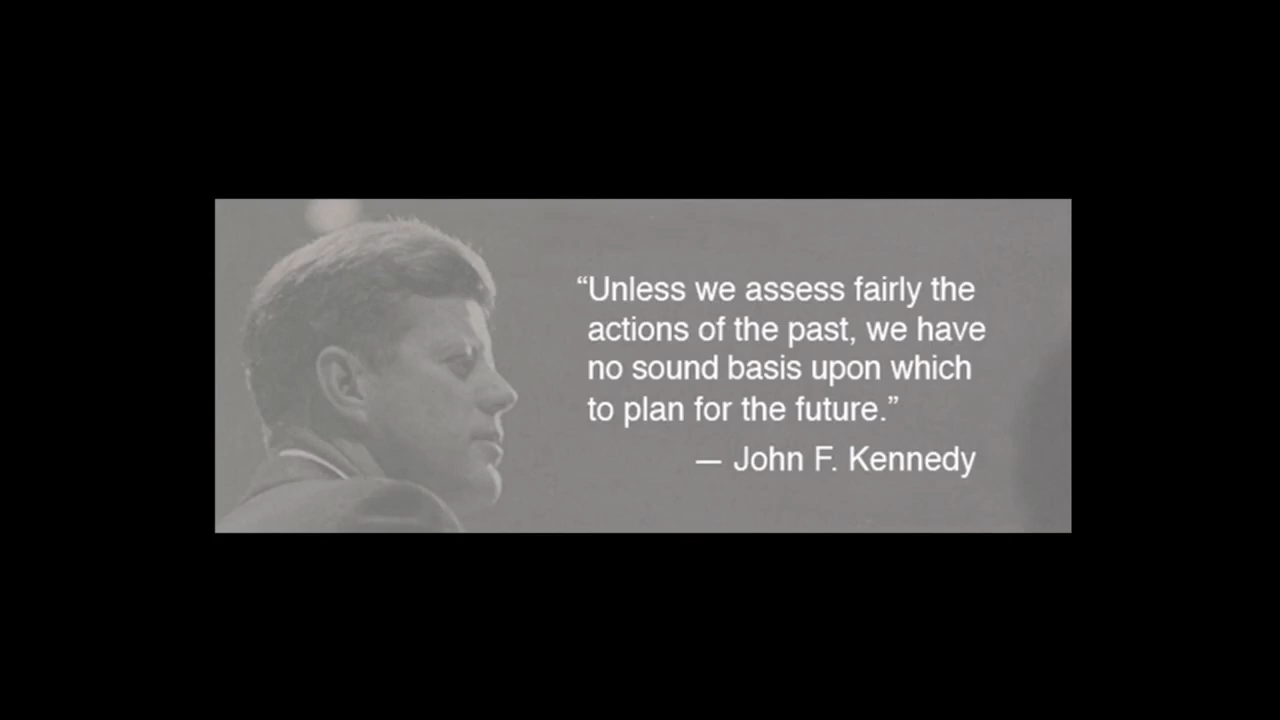 “Unless we assess fairly the
actions of the past, we have
no sound basis upon which
to plan for the future.”
— John F. Kennedy